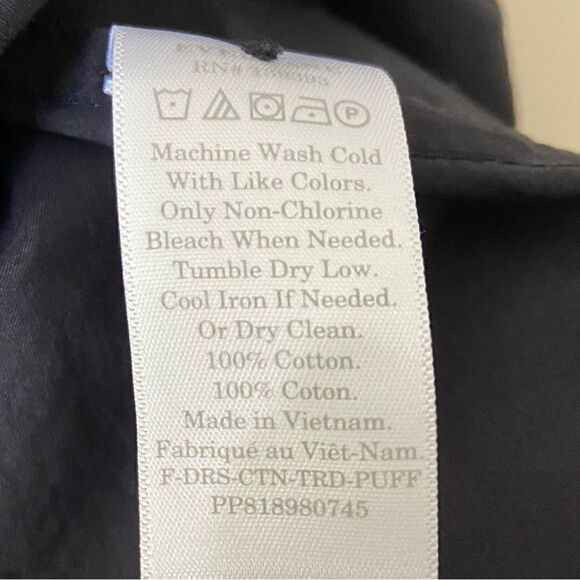 RN# 139393
P
Machine Wash Cold
With Like Colors.
Only Non-Chlorine
Bleach When Needed.
Tumble Dry Low.
Cool Iron If Needed.
Or Dry Clean.
100% Cotton.
100% Coton.
Made in Vietnam.
Fabriqué au Viêt-Nam.
F-DRS-CTN-TRD-PUFF
PP818980745